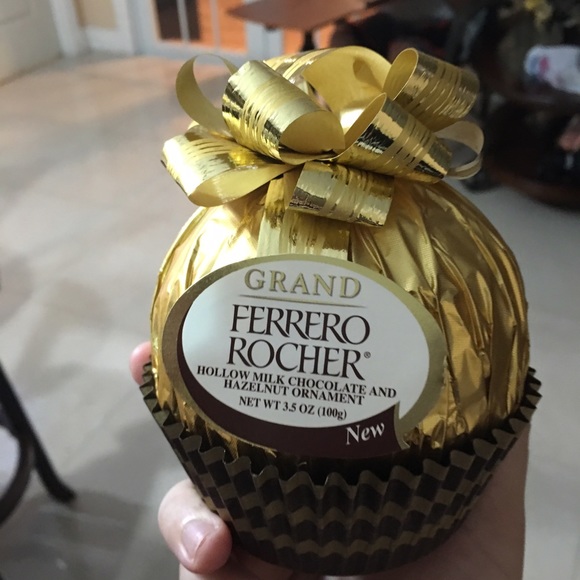 GRAND
FERRERO
ROCHER®
HOLLOW MILK CHOCOLATE AND
HAZELNUT ORNAMENT
NET WT 3.5 OZ (100g)
New